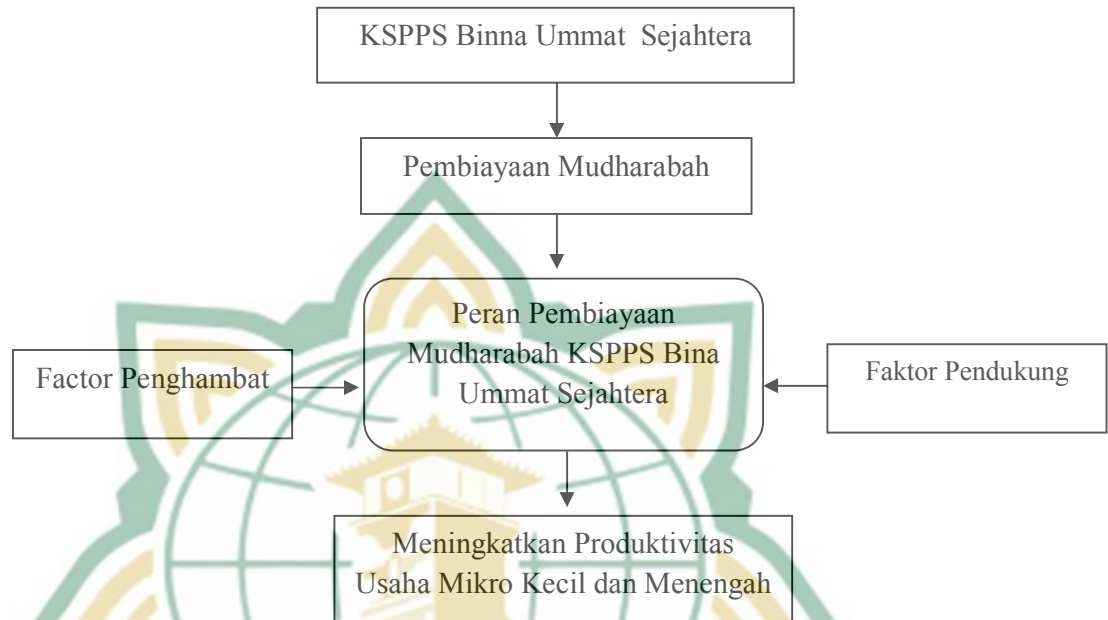 KSPPS Binna Ummat Sejahtera
Pembiayaan Mudharabah
Peran Pembiayaan
Mudharabah KSPPS Bina
Ummat Sejahtera
Factor Penghambat
Faktor Pendukung
Meningkatkan Produktivitas
Usaha Mikro Kecil dan Menengah